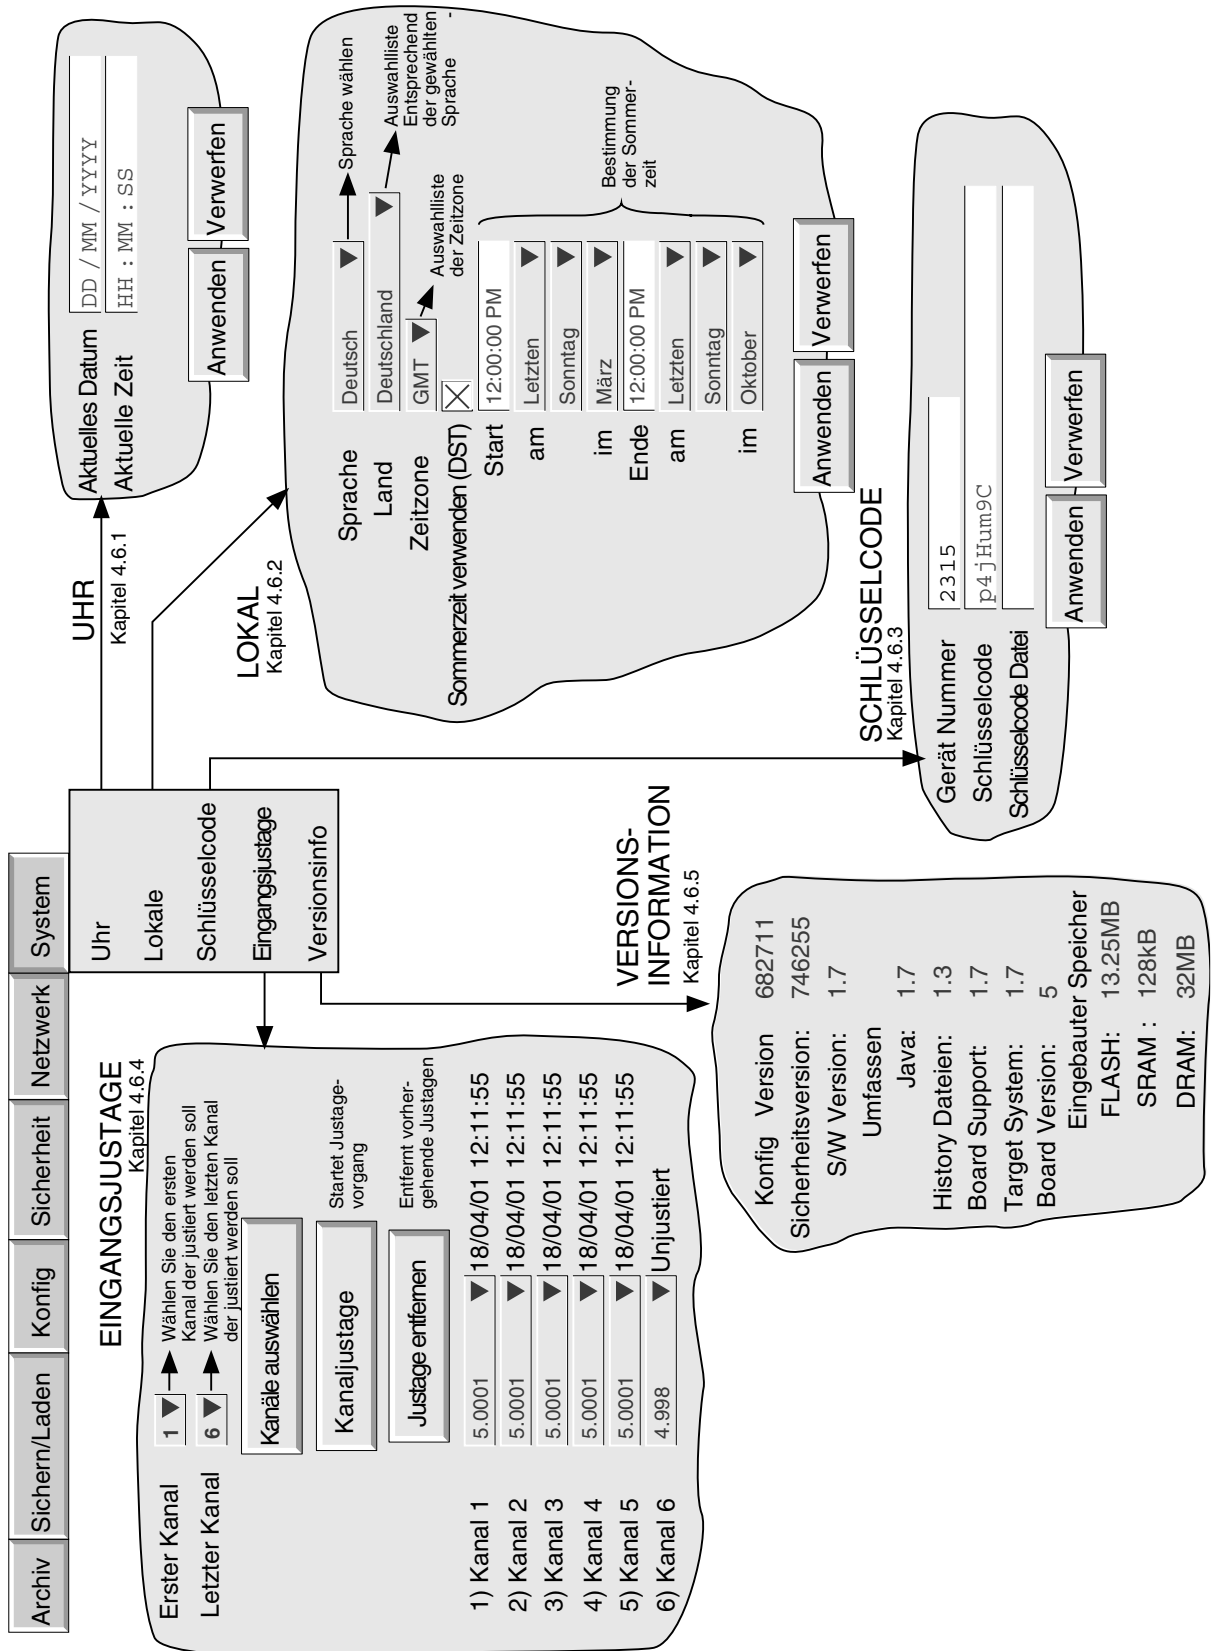 Archiv
Sichern/Laden
Konfig
Sicherheit
Netzwerk
System
Uhr
Lokale
Schlüsselcode
Eingangsjustage
Versionsinfo
UHR
Kapitel 4.6.1
Aktuelles Datum DD / MM / YYYY
Aktuelle Zeit HH : MM : SS
Anwenden
Verwerfen
LOKAL
Kapitel 4.6.2
Sprache Deutsch
Sprache wählen
Land Deutschland
Auswahlliste
Entsprechend
der gewählten
Sprache -
Zeitzone GMT
Auswahlliste
der Zeitzone
Sommerzeit verwenden (DST)
Start 12:00:00 PM
am Letzten
Sonntag
im März
Ende 12:00:00 PM
am Letzten
Sonntag
im Oktober
Bestimmung
der Sommer-
zeit
Anwenden
Verwerfen
SCHLÜSSELCODE
Kapitel 4.6.3
Gerät Nummer 2315
Schlüsselcode p4jHum9C
Schlüsselcode Datei
Anwenden
Verwerfen
EINGANGSJUSTAGE
Kapitel 4.6.4
Erster Kanal 1
Wählen Sie den ersten
Kanal der justiert werden soll
Letzter Kanal 6
Wählen Sie den letzten Kanal
der justiert werden soll
Kanäle auswählen
Kanaljustage
Startet Justage-
vorgang
Justage entfernen
Entfernt vorher-
gehende Justagen
1) Kanal 1 5.0001 18/04/01 12:11:55
2) Kanal 2 5.0001 18/04/01 12:11:55
3) Kanal 3 5.0001 18/04/01 12:11:55
4) Kanal 4 5.0001 18/04/01 12:11:55
5) Kanal 5 5.0001 18/04/01 12:11:55
6) Kanal 6 4.998 Unjustiert
VERSIONS-
INFORMATION
Kapitel 4.6.5
Konfig Version 682711
Sicherheitsversion: 746255
S/W Version: 1.7
Umfassen
Java: 1.7
History Dateien: 1.3
Board Support: 1.7
Target System: 1.7
Board Version: 5
Eingebauter Speicher
FLASH: 13.25MB
SRAM : 128kB
DRAM: 32MB